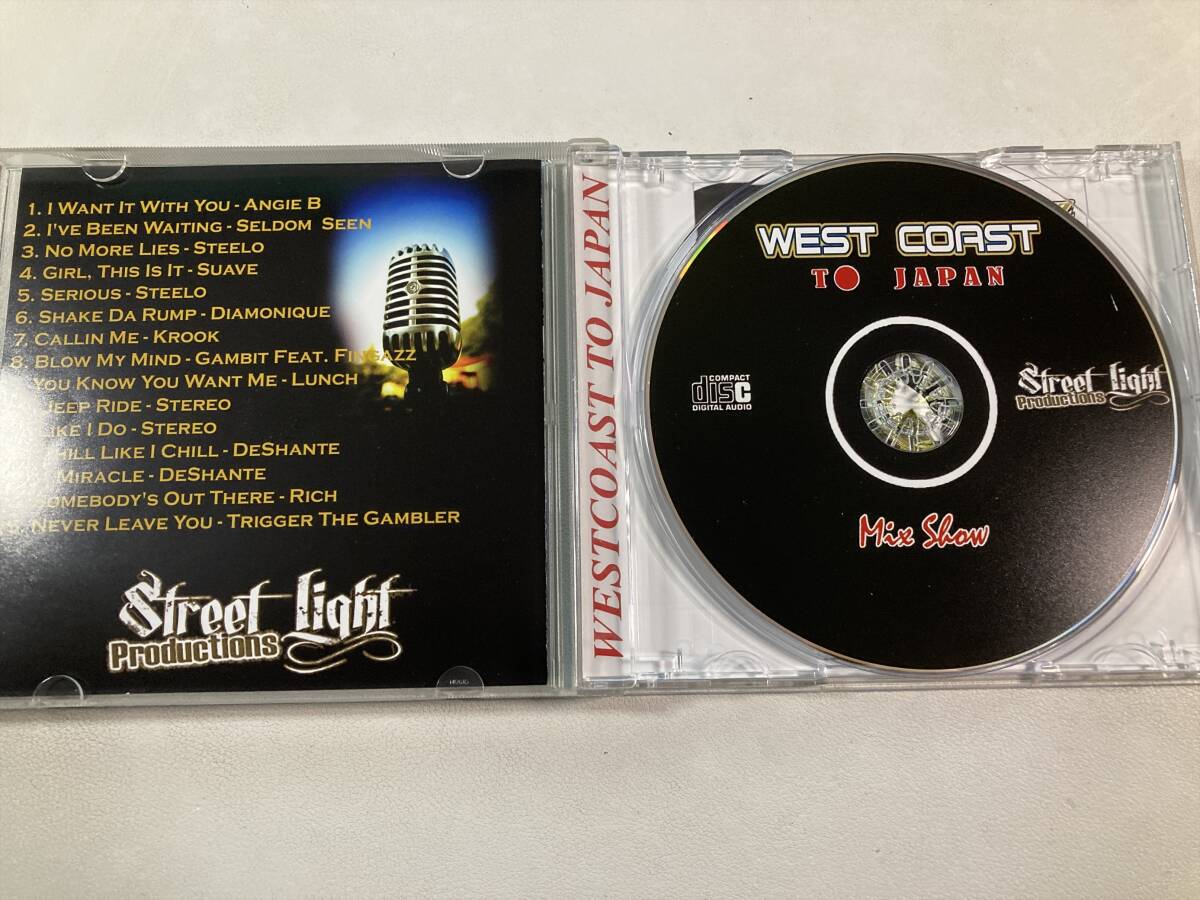 1. I Want It With You - Angie B
2. I've Been Waiting - Seldom Seen
3. No More Lies - Steelo
4. Girl, This Is It - Suave
5. Serious - Steelo
6. Shake Da Rump - Diamonique
7. Callin Me - Krook
8. Blow My Mind - Gambit Feat. Fingazz
You Know You Want Me - Lunch
Jeep Ride - Stereo
Like I Do - Stereo
Chill Like I Chill - DeShante
Miracle - DeShante
Somebody's Out There - Rich
5. Never Leave You - Trigger The Gambler
Street Light
Productions
WESTCOAST TO JAPAN
WEST COAST
TO JAPAN
COMPACT
disc
DIGITAL AUDIO
Street Light
Productions
Mix Show